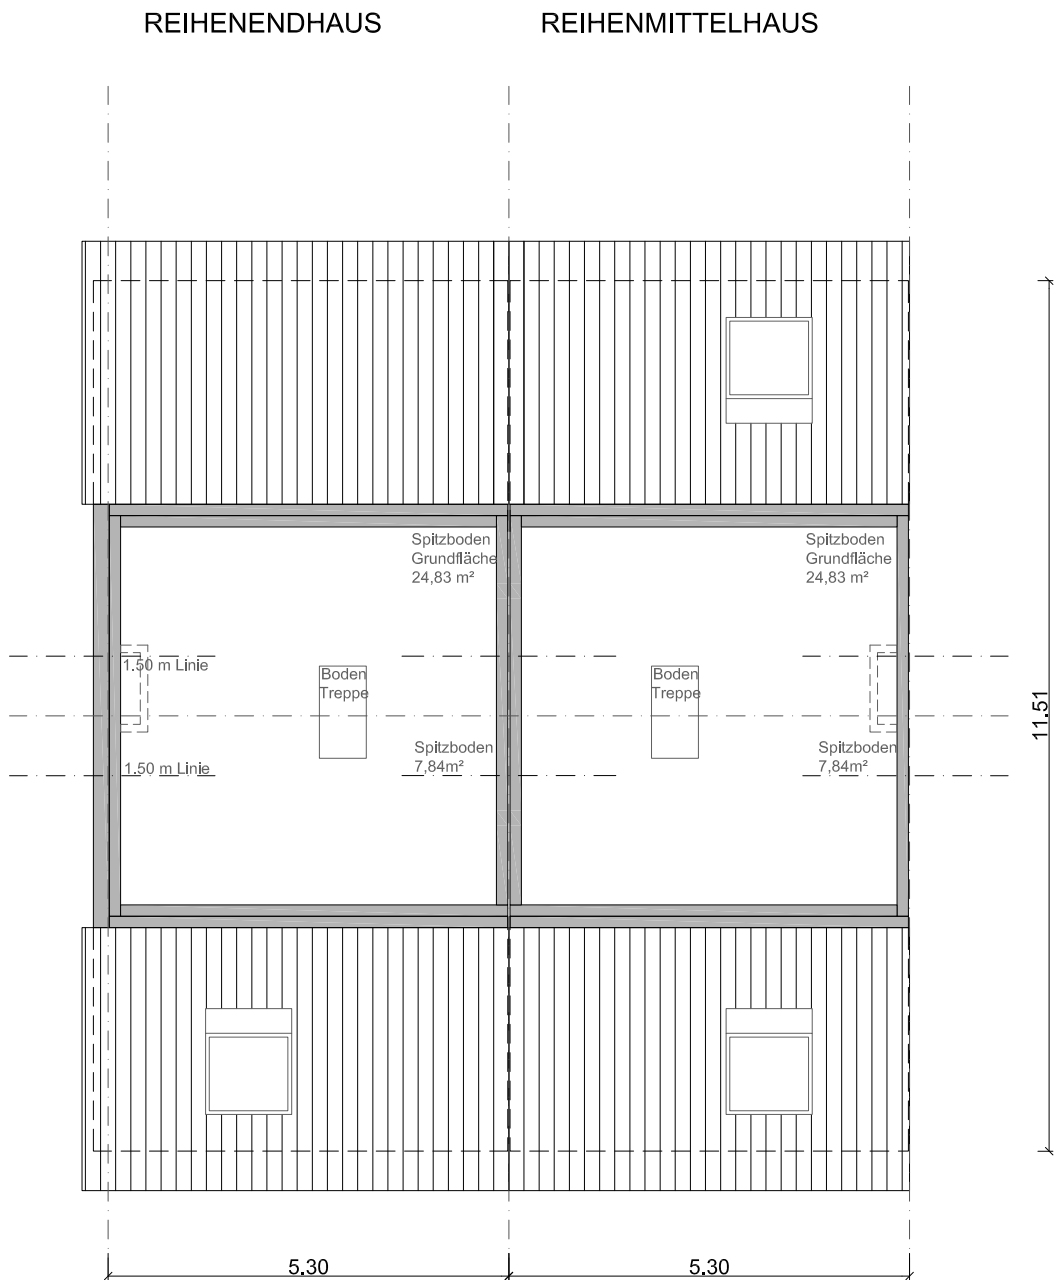 REIHENENDHAUS
REIHENMITTELHAUS
Spitzboden
Grundfläche
24,83 m²
Spitzboden
Grundfläche
24,83 m²
1.50 m Linie
Boden
Treppe
Boden
Treppe
11.51
Spitzboden
7,84m²
Spitzboden
7,84m²
1.50 m Linie
5.30
5.30